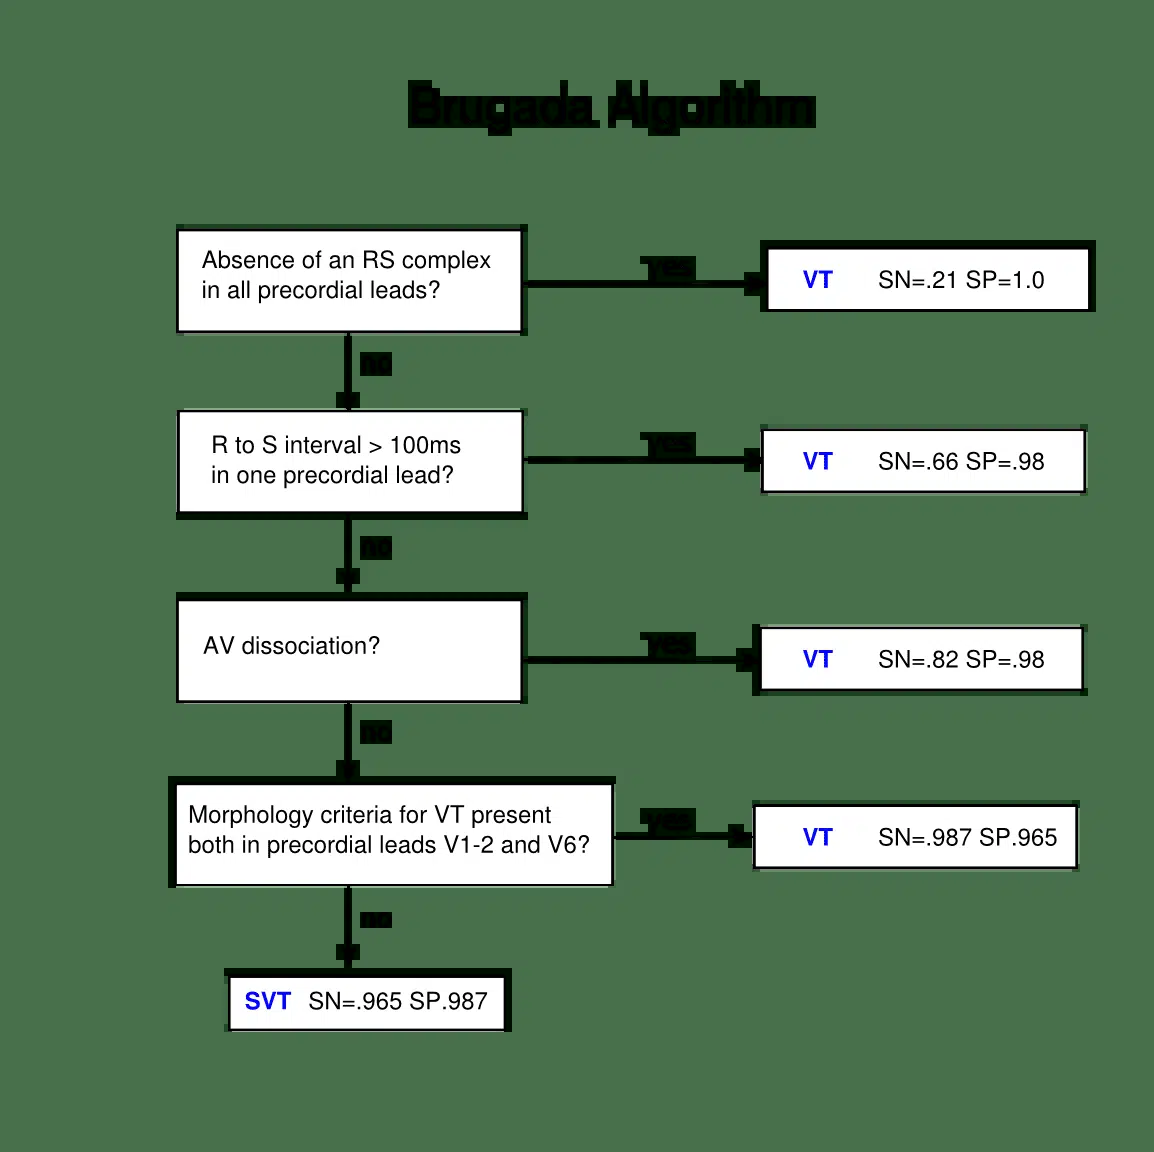 Brugada Algorithm
Absence of an RS complex
in all precordial leads?
yes
VT SN=.21 SP=1.0
no
R to S interval > 100ms
in one precordial lead?
yes
VT SN=.66 SP=.98
no
AV dissociation?
yes
VT SN=.82 SP=.98
no
Morphology criteria for VT present
both in precordial leads V1-2 and V6?
yes
VT SN=.987 SP.965
no
SVT SN=.965 SP.987